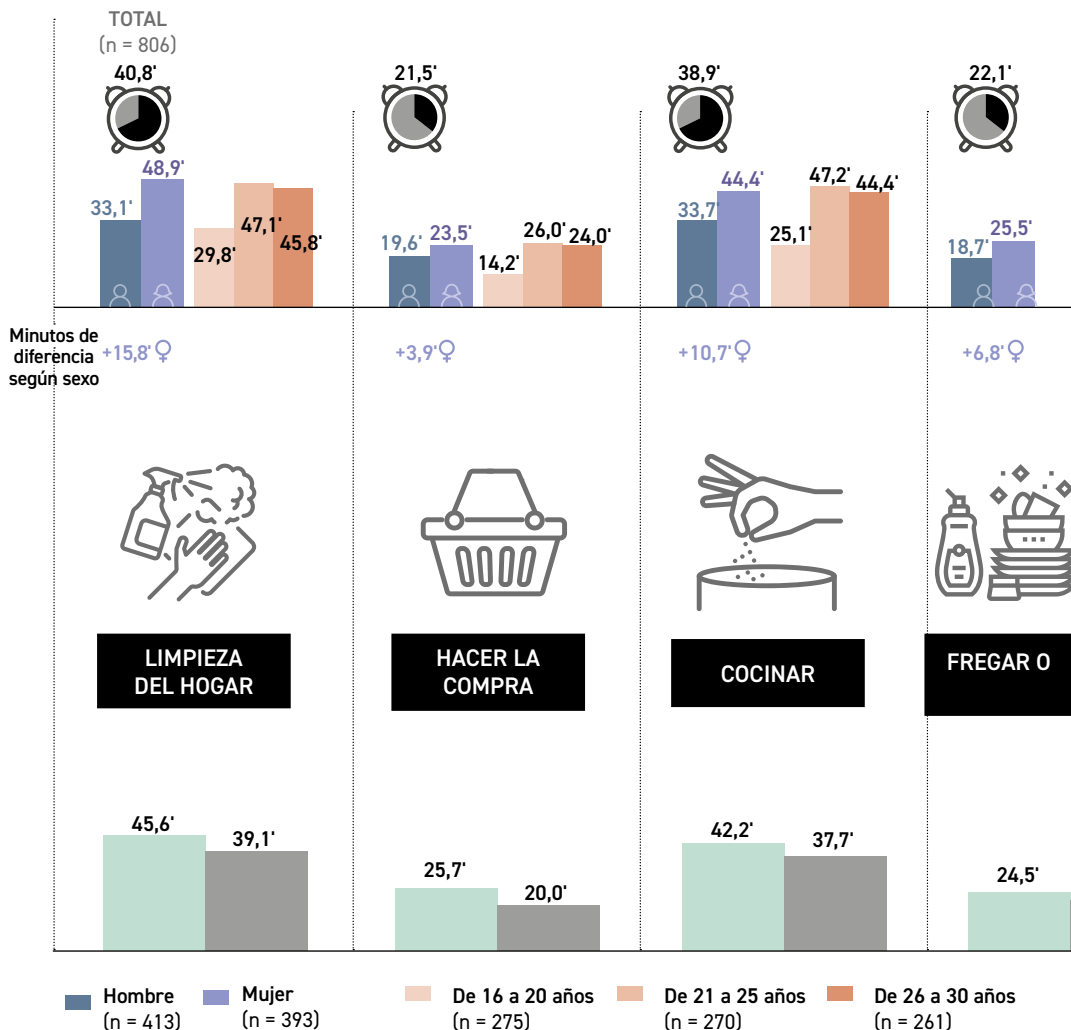 TOTAL
(n = 806)
40,8' 21,5' 38,9' 22,1'
33,1' 48,9' 29,8' 47,1' 45,8'
19,6' 23,5' 14,2' 26,0' 24,0'
33,7' 44,4' 25,1' 47,2' 44,4'
18,7' 25,5'
Minutos de
diferencia
según sexo
+15,8'♀ +3,9'♀ +10,7'♀ +6,8'♀
LIMPIEZA
DEL HOGAR
HACER LA
COMPRA
COCINAR
FREGAR O
45,6' 39,1'
25,7' 20,0'
42,2' 37,7'
24,5'
Hombre
(n = 413)
Mujer
(n = 393)
De 16 a 20 años
(n = 275)
De 21 a 25 años
(n = 270)
De 26 a 30 años
(n = 261)